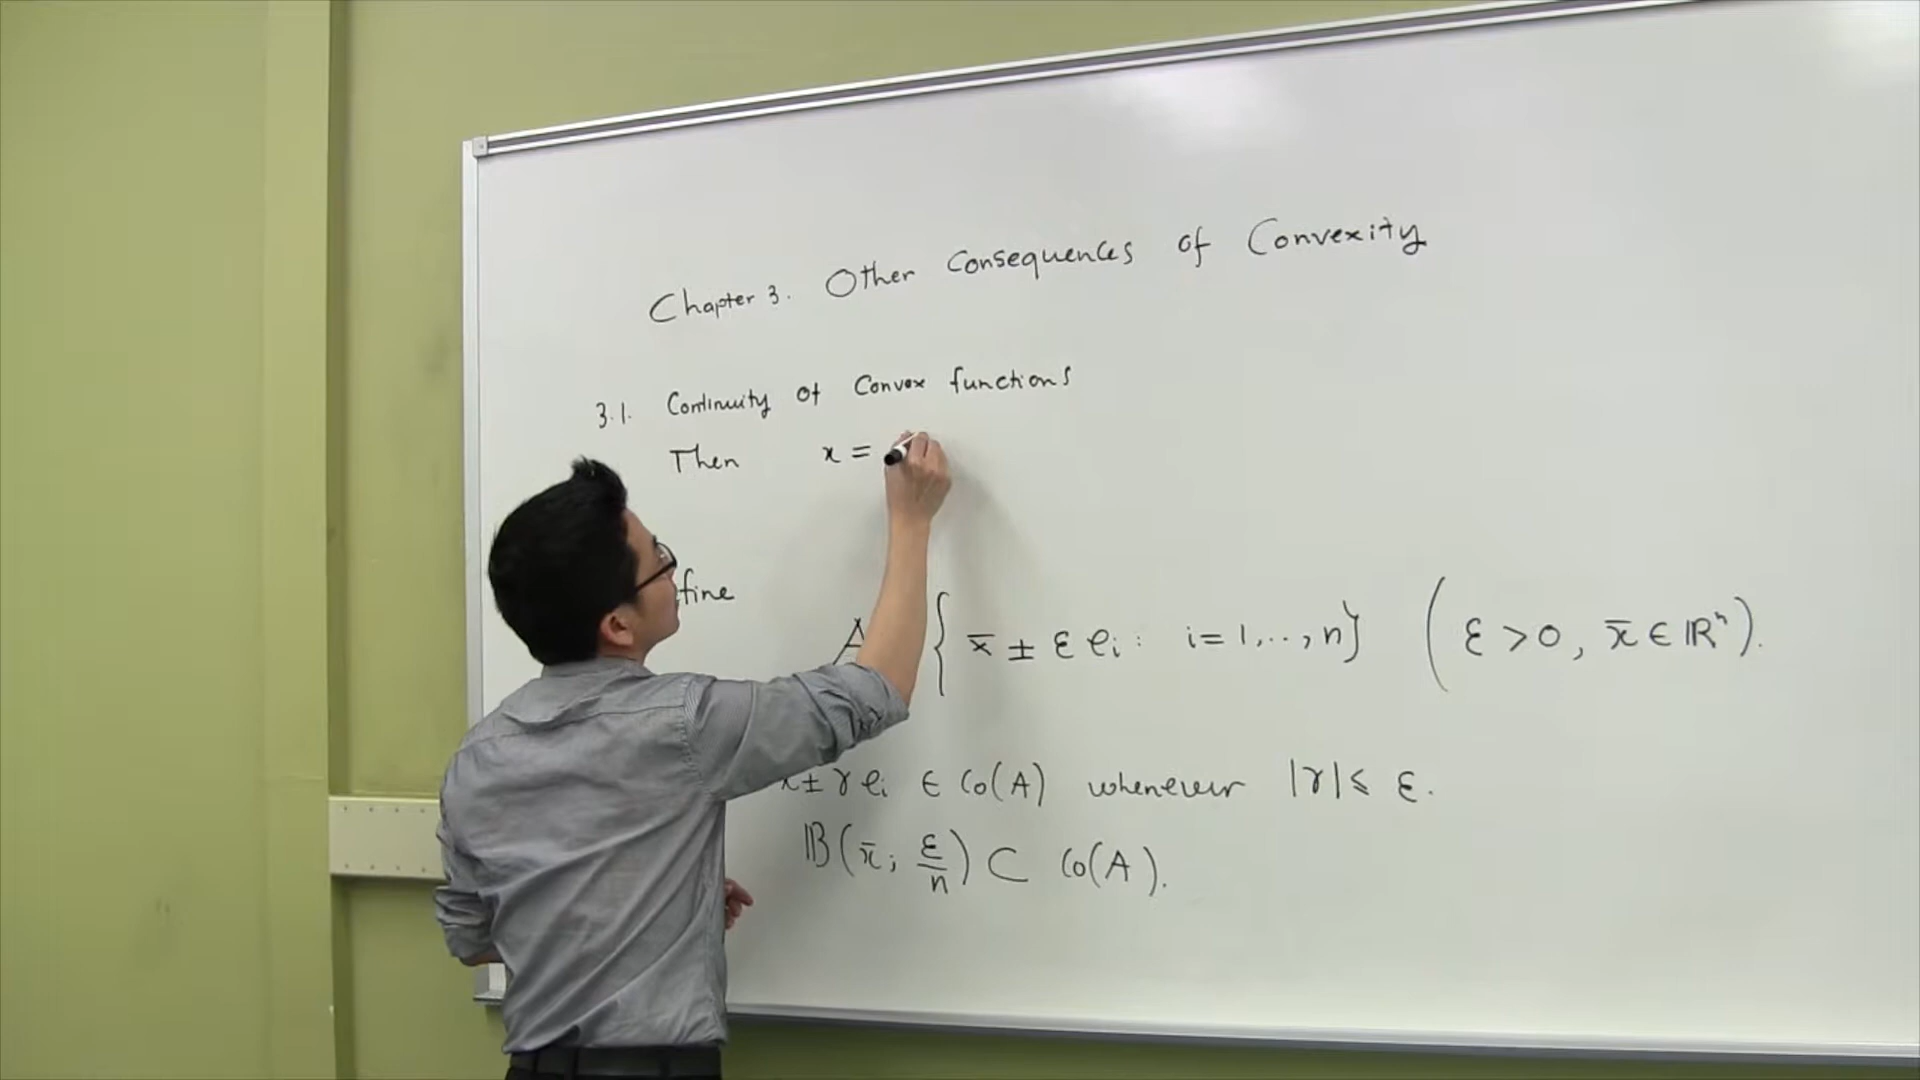 Chapter 3. Other Consequences of Convexity
3.1. Continuity of Convex functions
Then x =
fine
A { x̄ ± ε eᵢ : i = 1, .., n } ( ε > 0, x̄ ∈ ℝⁿ ).
± γ eᵢ ∈ co(A) whenever |γ| ⩽ ε.
𝔹(x̄; ε/n) ⊂ co(A).